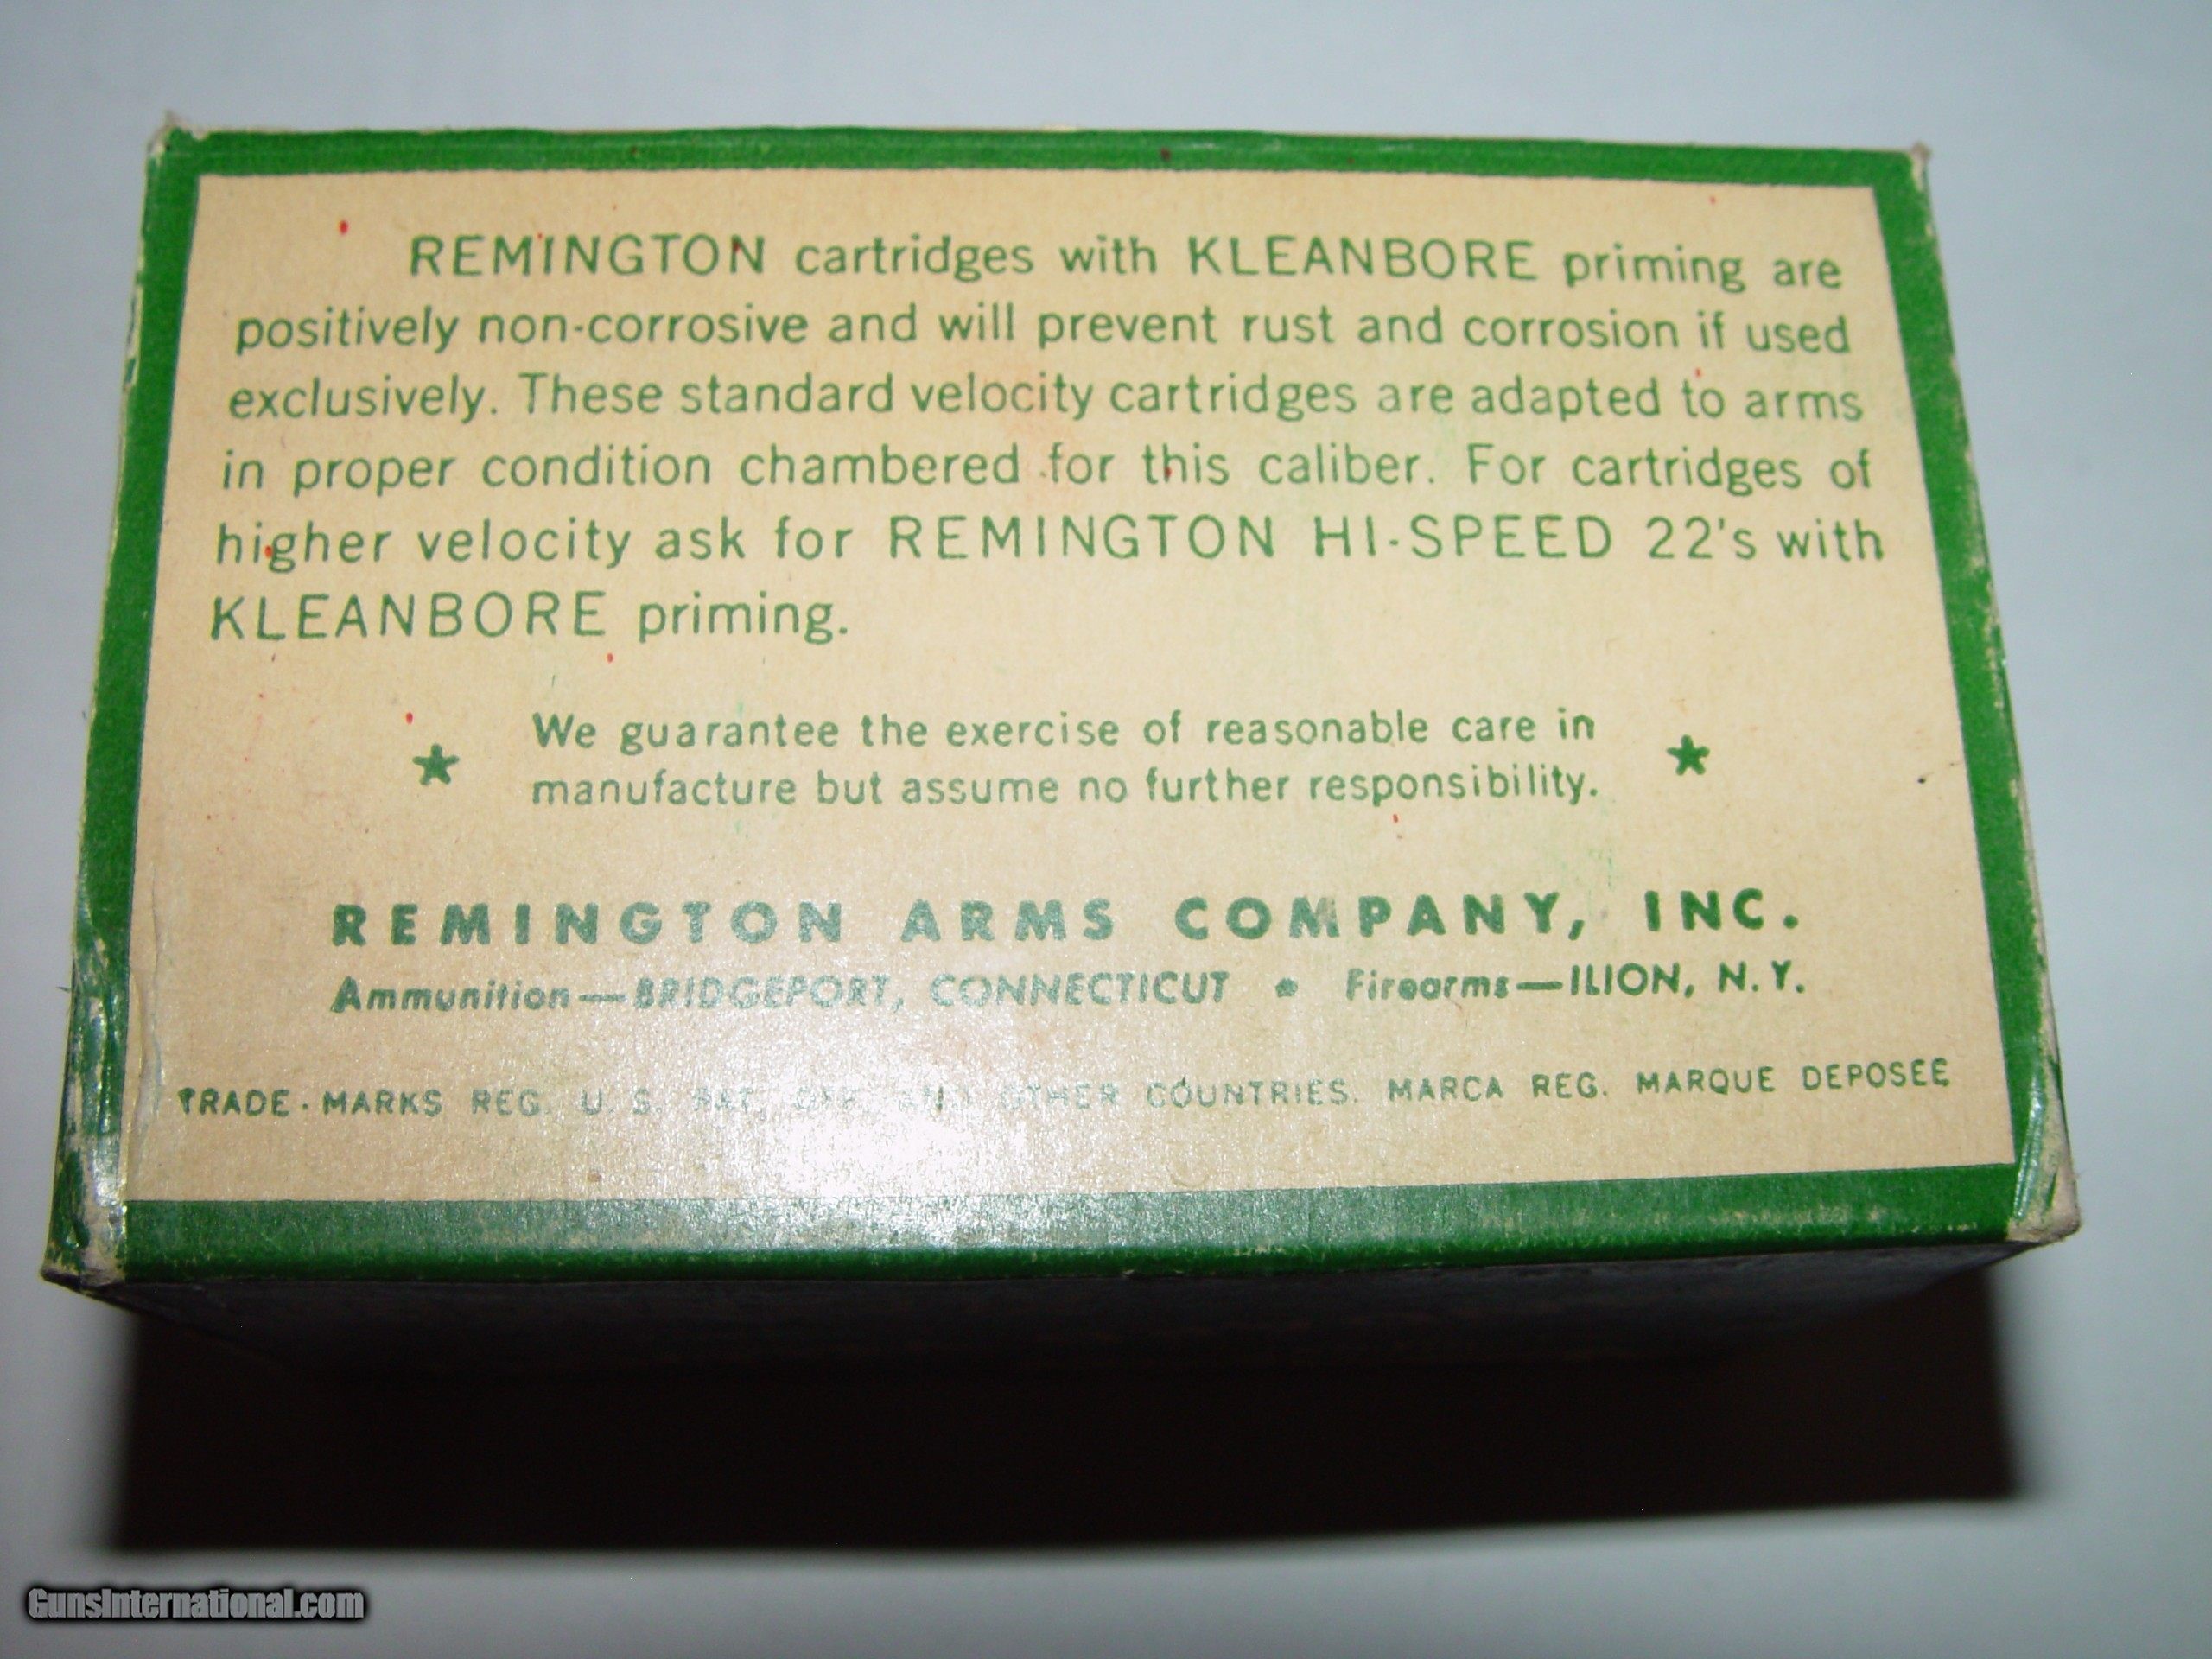 REMINGTON cartridges with KLEANBORE priming are
positively non-corrosive and will prevent rust and corrosion if used
exclusively. These standard velocity cartridges are adapted to arms
in proper condition chambered for this caliber. For cartridges of
higher velocity ask for REMINGTON HI-SPEED 22's with
KLEANBORE priming.
★ We guarantee the exercise of reasonable care in ★
manufacture but assume no further responsibility.
REMINGTON ARMS COMPANY, INC.
Ammunition—BRIDGEPORT, CONNECTICUT • Firearms—ILION, N.Y.
TRADE-MARKS REG. U.S. PAT. OFF. AND OTHER COUNTRIES. MARCA REG. MARQUE DEPOSEE
GunsInternational.com